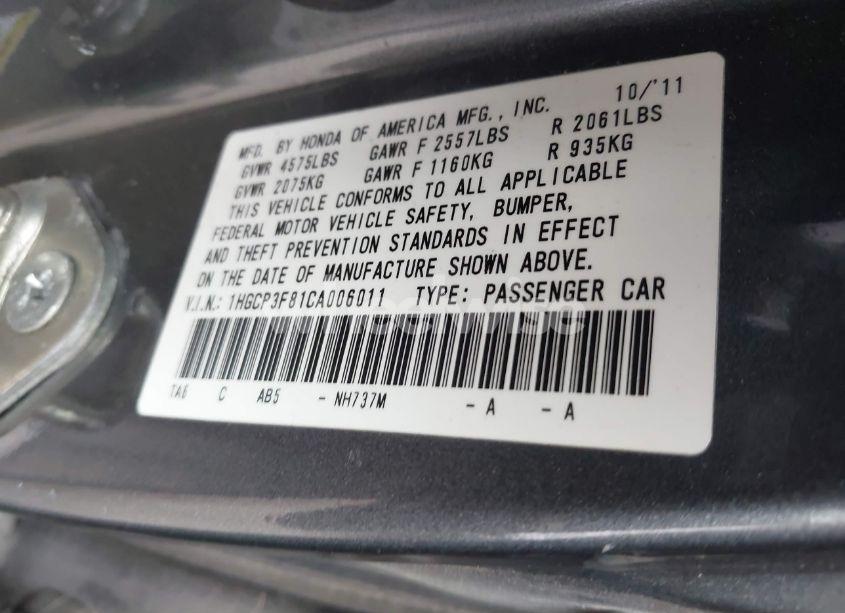 MFD. BY HONDA OF AMERICA MFG., INC. 10/'11
GVWR 4575LBS GAWR F 2557LBS R 2061LBS
GVWR 2075KG GAWR F 1160KG R 935KG
THIS VEHICLE CONFORMS TO ALL APPLICABLE
FEDERAL MOTOR VEHICLE SAFETY, BUMPER,
AND THEFT PREVENTION STANDARDS IN EFFECT
ON THE DATE OF MANUFACTURE SHOWN ABOVE.
V.I.N.: 1HGCP3F81CA006011 TYPE: PASSENGER CAR
TA6 C AB5 - NH737M - A - A